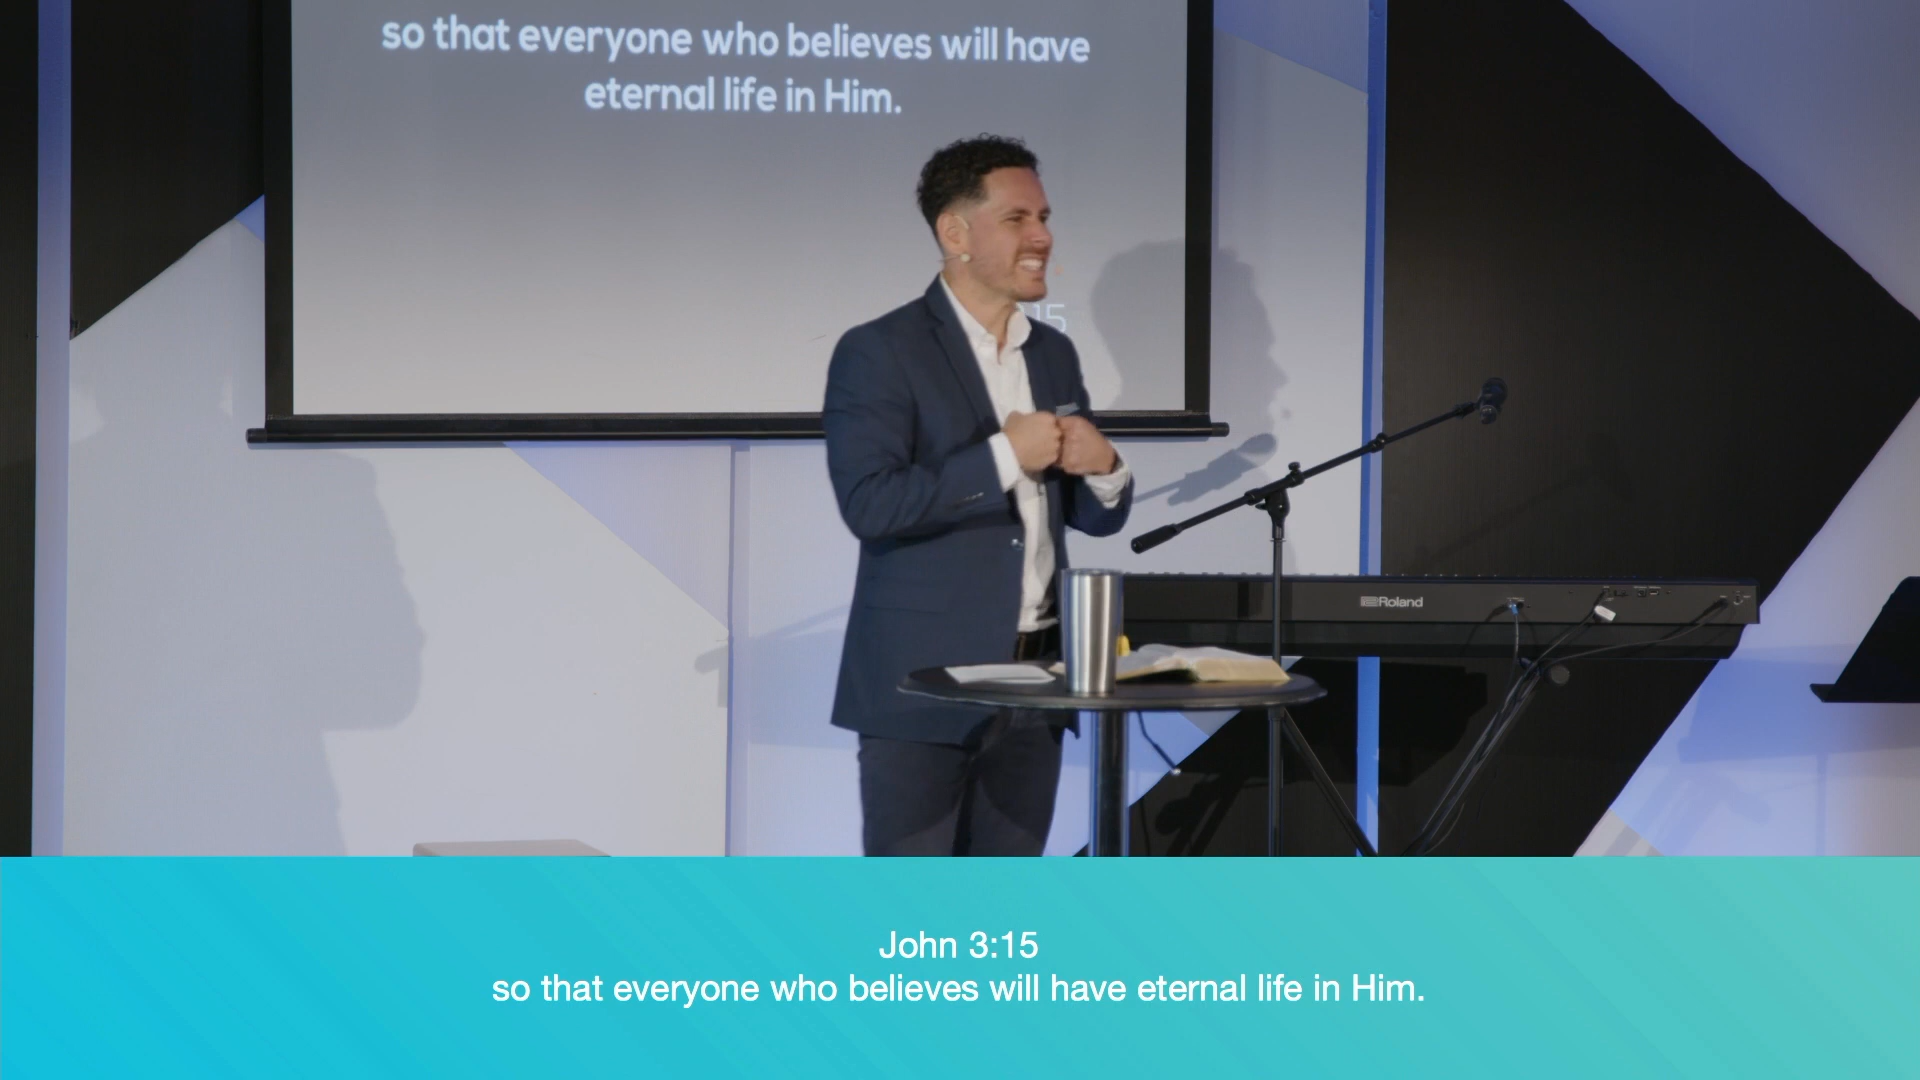 so that everyone who believes will have
eternal life in Him.
15
Roland
John 3:15
so that everyone who believes will have eternal life in Him.